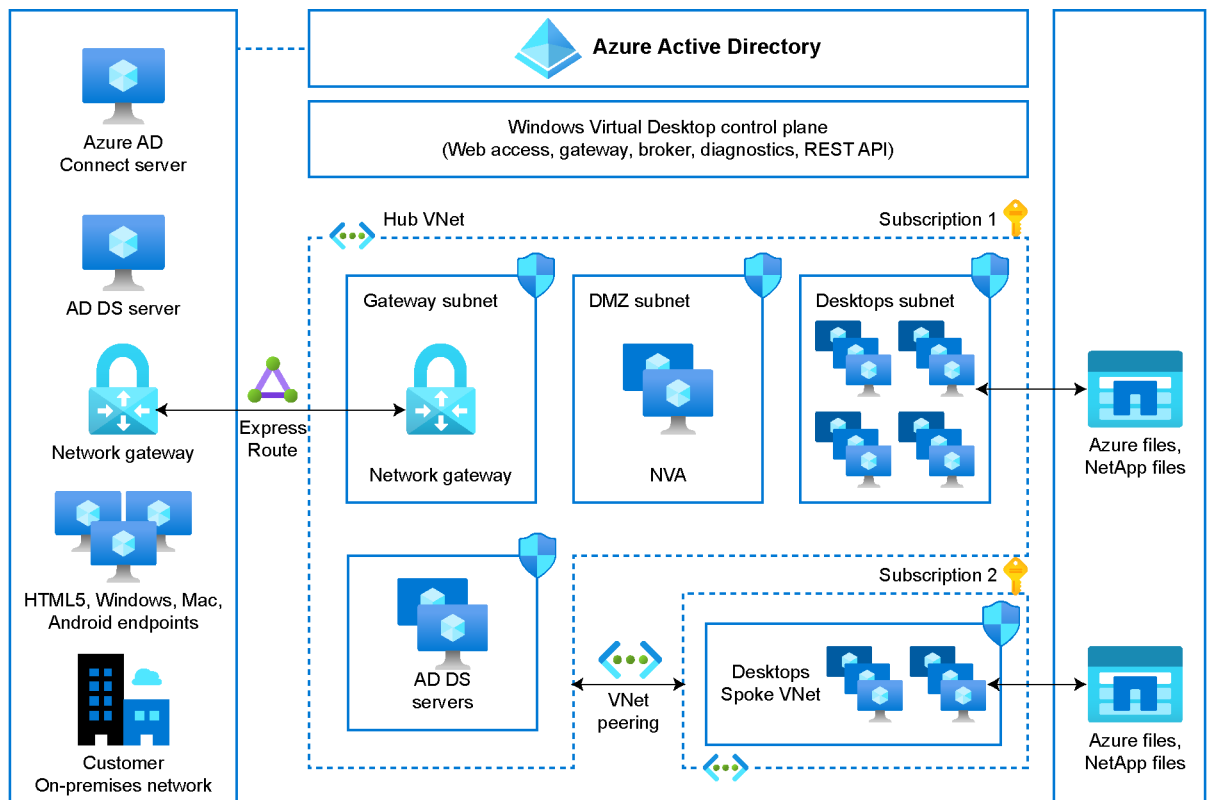 Azure Active Directory
Windows Virtual Desktop control plane
(Web access, gateway, broker, diagnostics, REST API)
Azure AD
Connect server
AD DS server
Network gateway
HTML5, Windows, Mac,
Android endpoints
Customer
On-premises network
Express
Route
Hub VNet
Subscription 1
Gateway subnet
Network gateway
DMZ subnet
NVA
Desktops subnet
AD DS
servers
VNet
peering
Subscription 2
Desktops
Spoke VNet
Azure files,
NetApp files
Azure files,
NetApp files